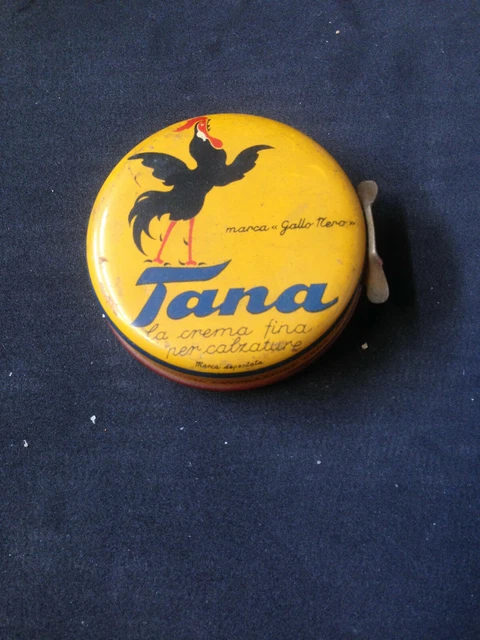 marca «Gallo Nero»
Tana
la crema fina
per calzature
Marca depositata